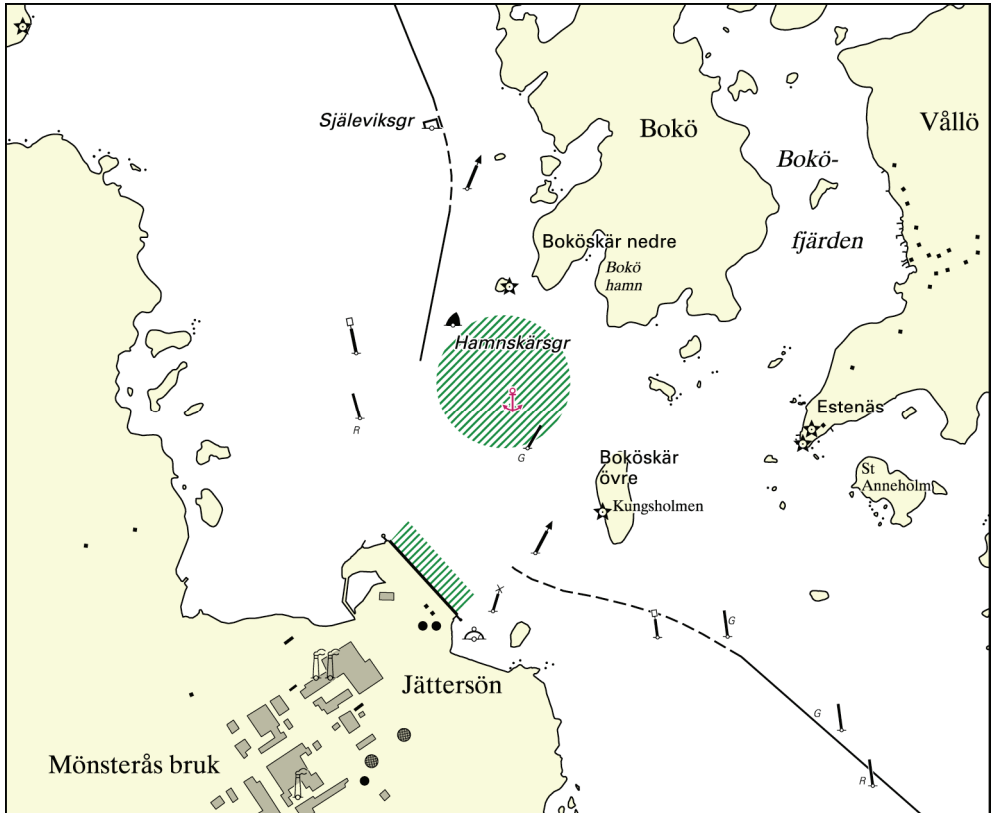 Själeviksgr
Bokö
Vållö
Bokö-
fjärden
Boköskär nedre
Bokö
hamn
Hamnskärsgr
R
G
Estenäs
Boköskär
övre
Kungsholmen
St
Anneholm
G
G
R
Jättersön
Mönsterås bruk